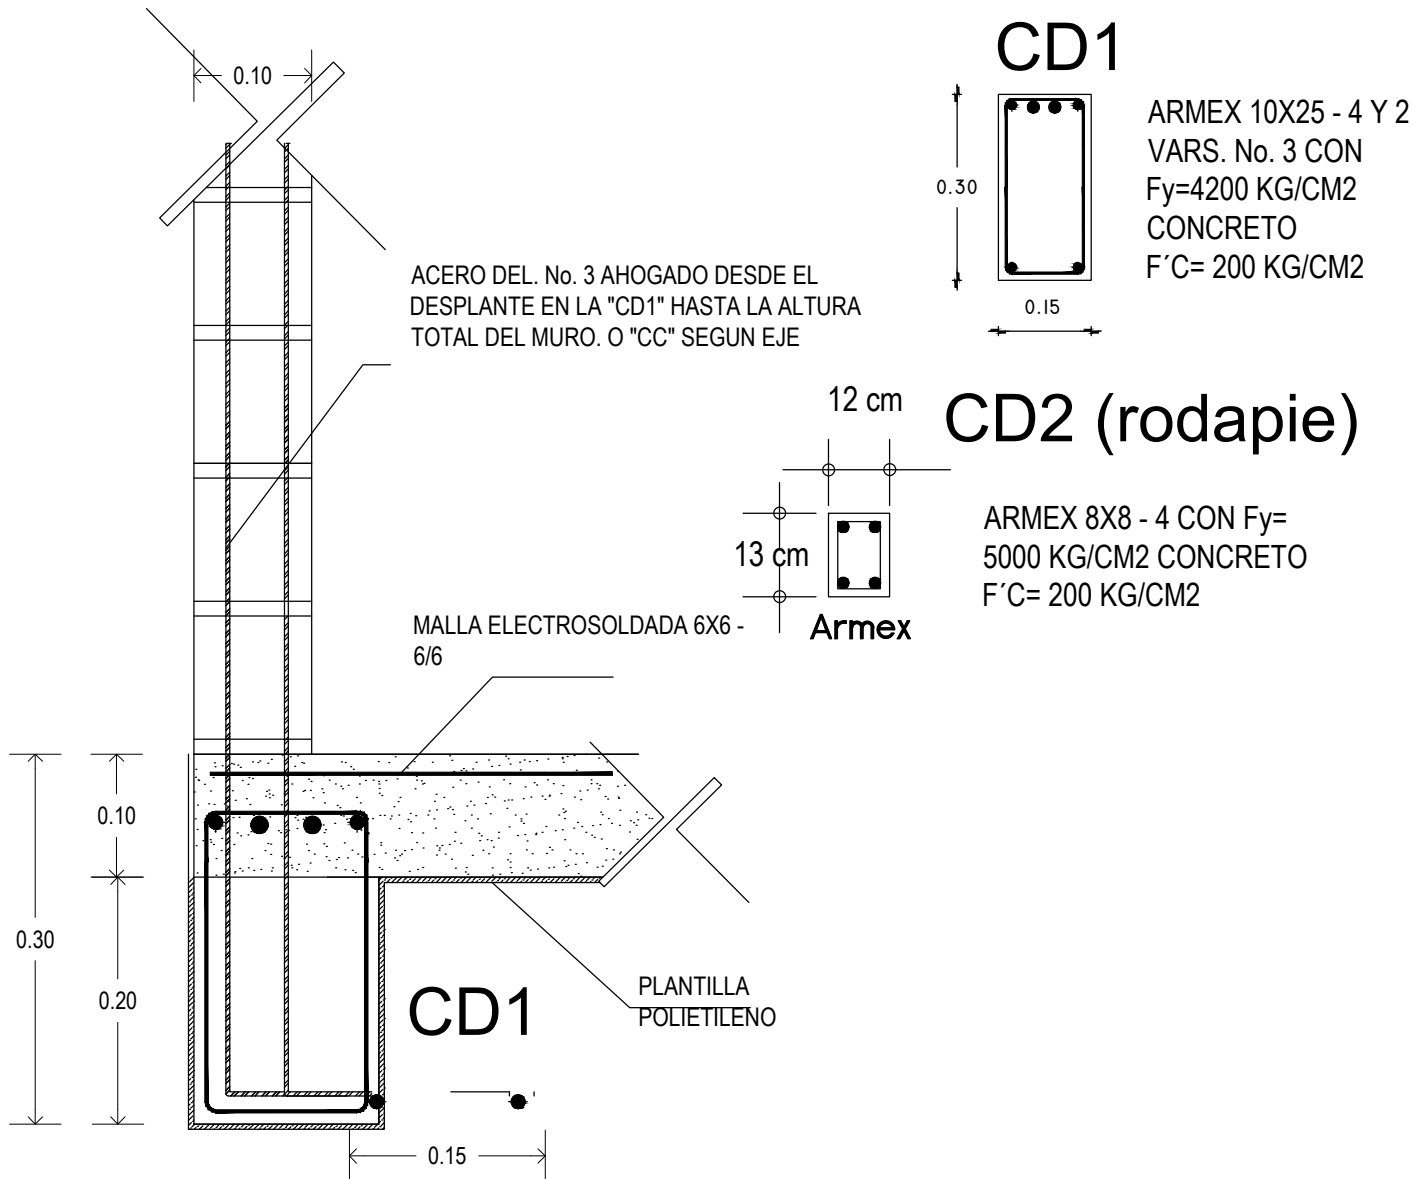 CD1
0.10
ARMEX 10X25 - 4 Y 2
VARS. No. 3 CON
Fy=4200 KG/CM2
CONCRETO
F´C= 200 KG/CM2
0.30
0.15
ACERO DEL. No. 3 AHOGADO DESDE EL
DESPLANTE EN LA "CD1" HASTA LA ALTURA
TOTAL DEL MURO. O "CC" SEGUN EJE
12 cm
CD2 (rodapie)
13 cm
ARMEX 8X8 - 4 CON Fy=
5000 KG/CM2 CONCRETO
F´C= 200 KG/CM2
Armex
MALLA ELECTROSOLDADA 6X6 -
6/6
0.10
0.30
0.20
CD1
PLANTILLA
POLIETILENO
0.15